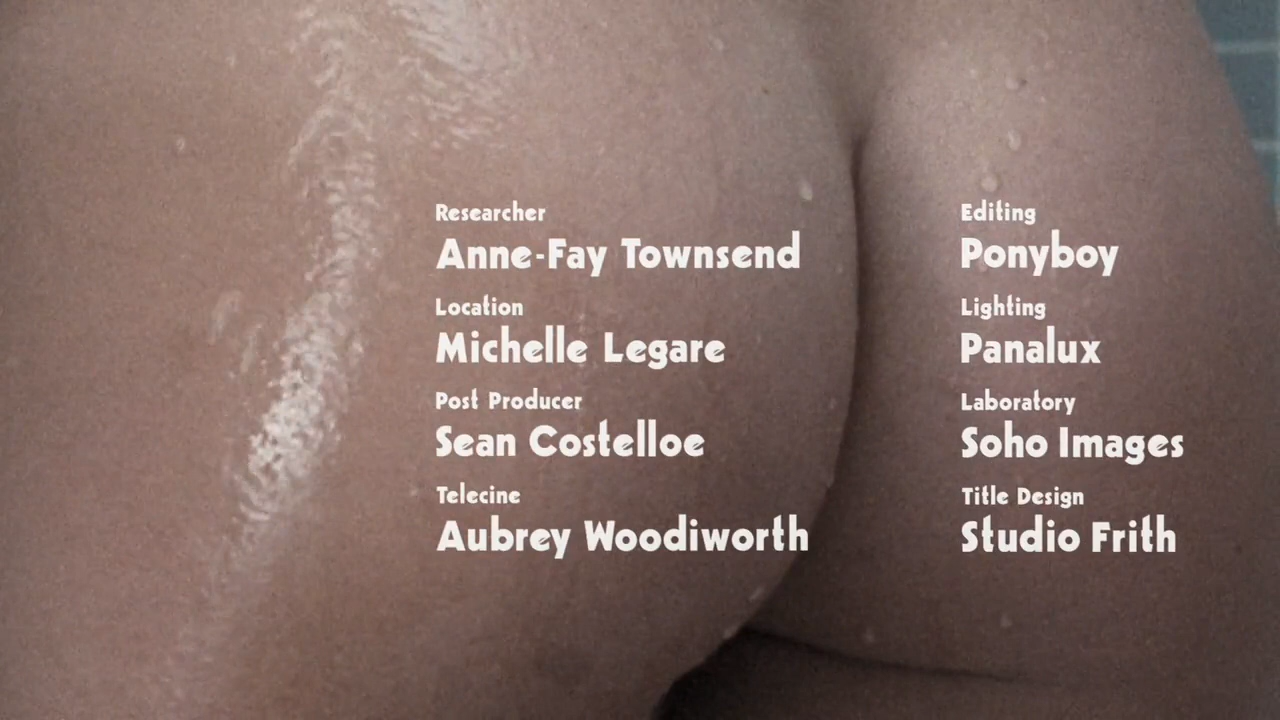 Researcher
Anne-Fay Townsend
Location
Michelle Legare
Post Producer
Sean Costelloe
Telecine
Aubrey Woodiworth
Editing
Ponyboy
Lighting
Panalux
Laboratory
Soho Images
Title Design
Studio Frith